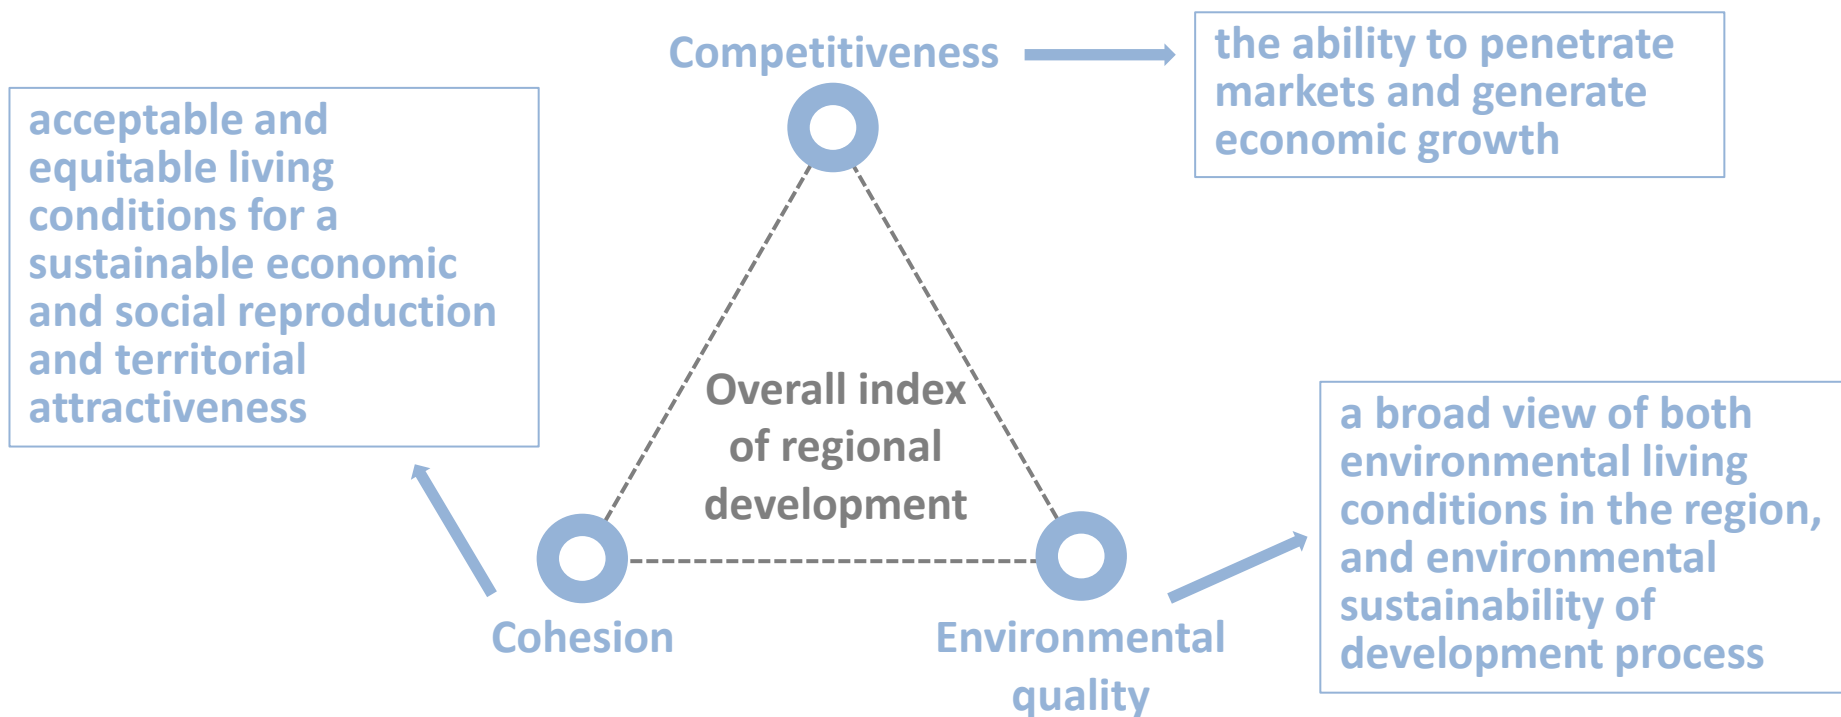 Competitiveness
the ability to penetrate
markets and generate
economic growth
acceptable and
equitable living
conditions for a
sustainable economic
and social reproduction
and territorial
attractiveness
Overall index
of regional
development
a broad view of both
environmental living
conditions in the region,
and environmental
sustainability of
development process
Cohesion
Environmental
quality